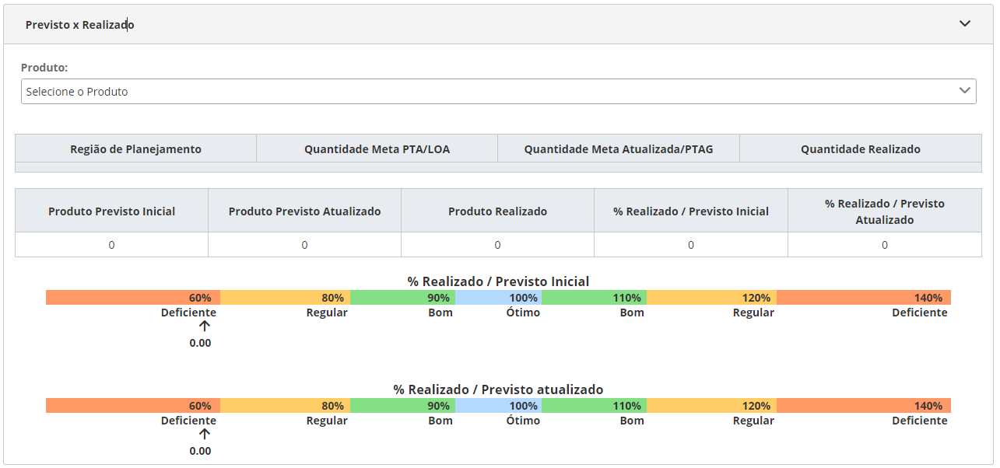 Previsto x Realizado
Produto:
Selecione o Produto
Região de Planejamento Quantidade Meta PTA/LOA Quantidade Meta Atualizada/PTAG Quantidade Realizado
Produto Previsto Inicial Produto Previsto Atualizado Produto Realizado % Realizado / Previsto Inicial % Realizado / Previsto
Atualizado
0 0 0 0 0
% Realizado / Previsto Inicial
60% 80% 90% 100% 110% 120% 140%
Deficiente Regular Bom Ótimo Bom Regular Deficiente
0.00
% Realizado / Previsto atualizado
60% 80% 90% 100% 110% 120% 140%
Deficiente Regular Bom Ótimo Bom Regular Deficiente
0.00